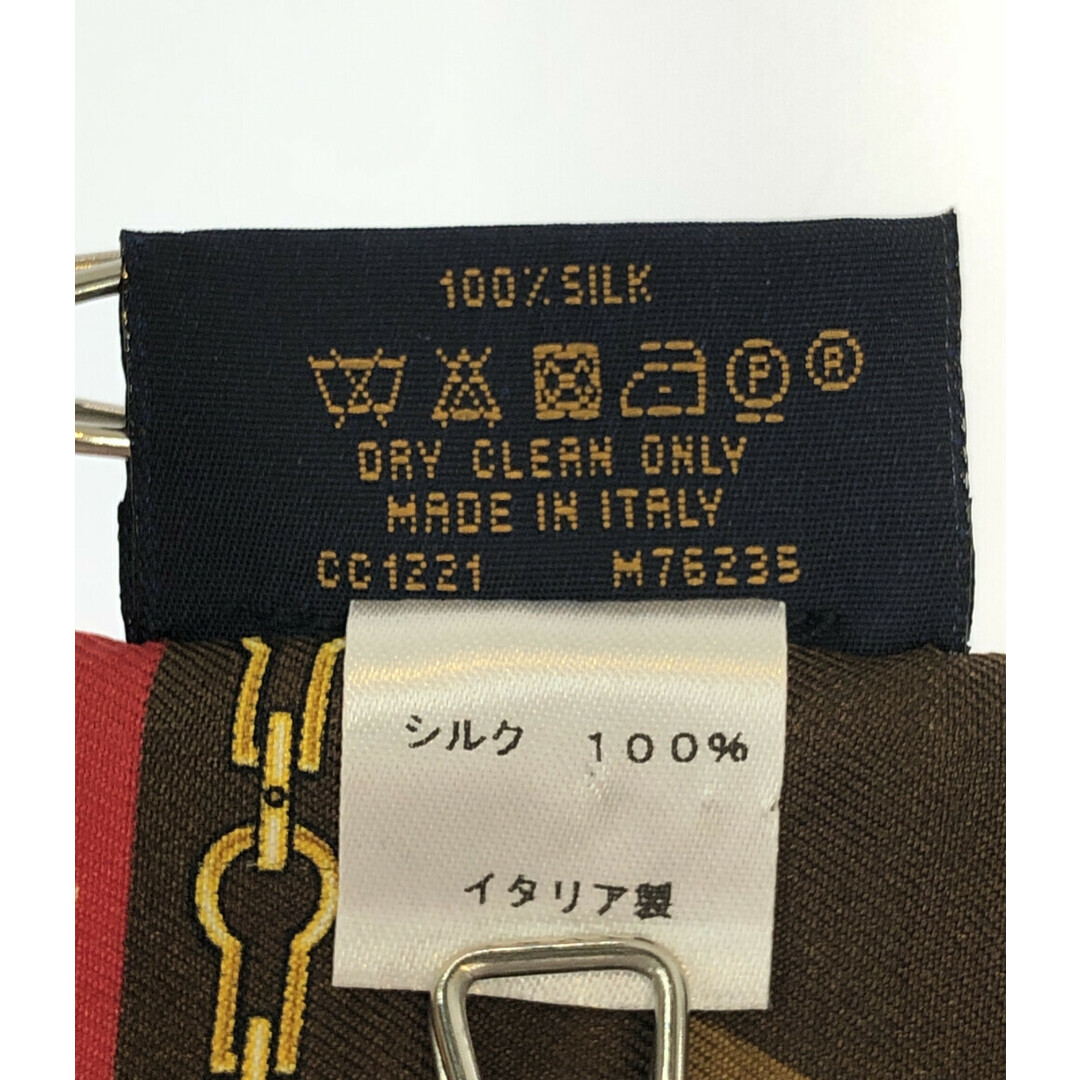 100% SILK
P ®
DRY CLEAN ONLY
MADE IN ITALY
CC1221 M76235
シルク 100%
イタリア製